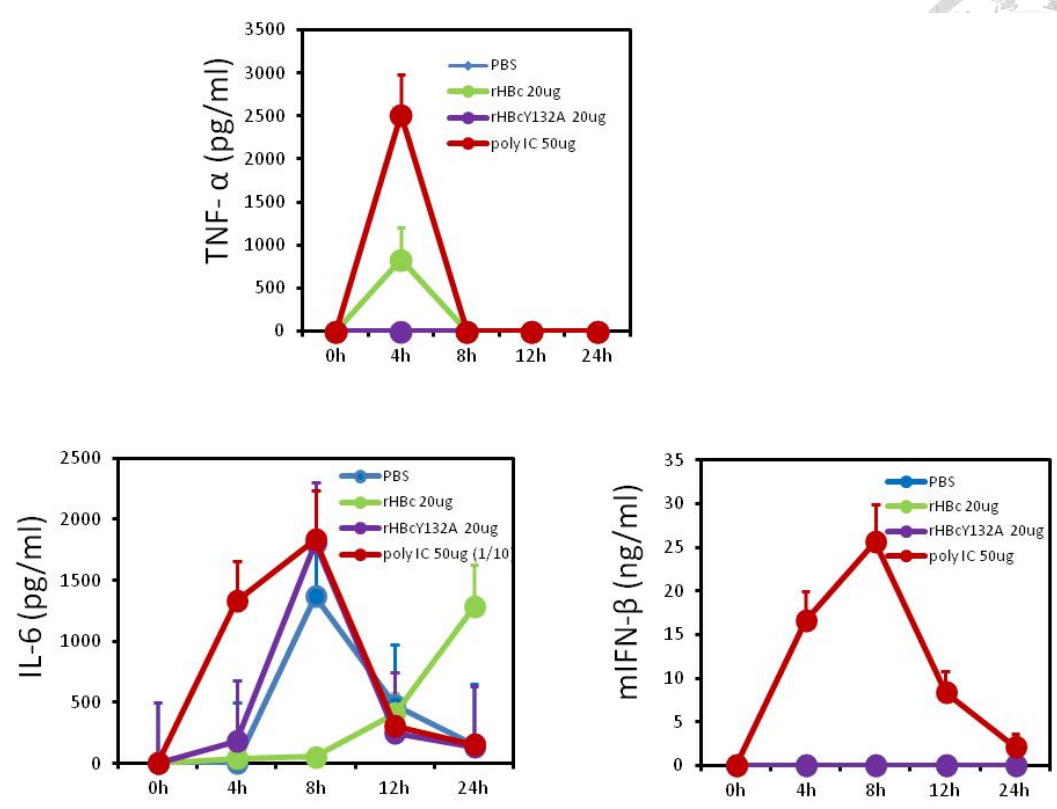 3500
3000
2500
2000
1500
1000
500
0
TNF- α (pg/ml)
PBS
rHBc 20ug
rHBcY132A 20ug
poly IC 50ug
0h 4h 8h 12h 24h
2500
2000
1500
1000
500
0
IL-6 (pg/ml)
PBS
rHBc 20ug
rHBcY132A 20ug
poly IC 50ug (1/10)
0h 4h 8h 12h 24h
35
30
25
20
15
10
5
0
mIFN-β (ng/ml)
PBS
rHBc 20ug
rHBcY132A 20ug
poly IC 50ug
0h 4h 8h 12h 24h